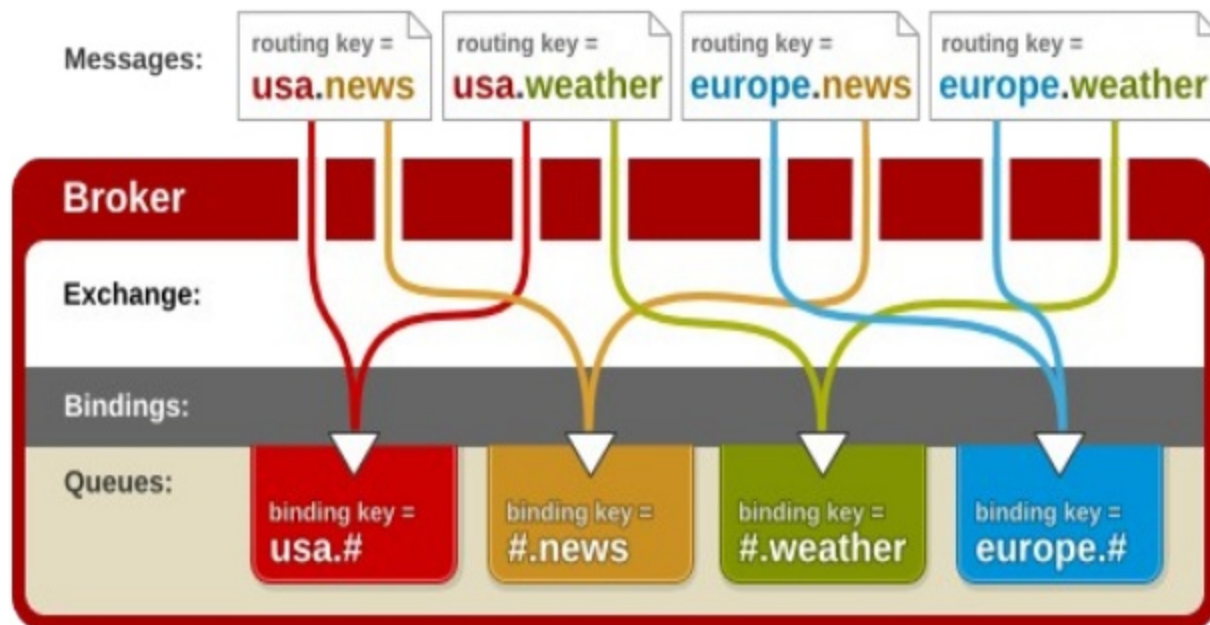 Messages:
routing key =
usa.news
routing key =
usa.weather
routing key =
europe.news
routing key =
europe.weather
Broker
Exchange:
Bindings:
Queues:
binding key =
usa.#
binding key =
#.news
binding key =
#.weather
binding key =
europe.#